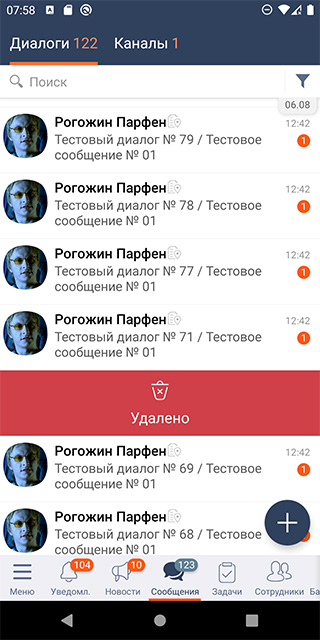 07:58
Диалоги 122 Каналы 1
Поиск
06.08
Рогожин Парфен 12:42
Тестовый диалог № 79 / Тестовое 1
сообщение № 01
Рогожин Парфен 12:42
Тестовый диалог № 78 / Тестовое 1
сообщение № 01
Рогожин Парфен 12:42
Тестовый диалог № 77 / Тестовое 1
сообщение № 01
Рогожин Парфен 12:42
Тестовый диалог № 71 / Тестовое 1
сообщение № 01
Удалено
Рогожин Парфен 12:42
Тестовый диалог № 69 / Тестовое 1
сообщение № 01
Рогожин Парфен
Тестовый диалог № 68 / Тестовое
сообщение № 01
104 10 123
Меню Уведомл. Новости Сообщения Задачи Сотрудники Ба